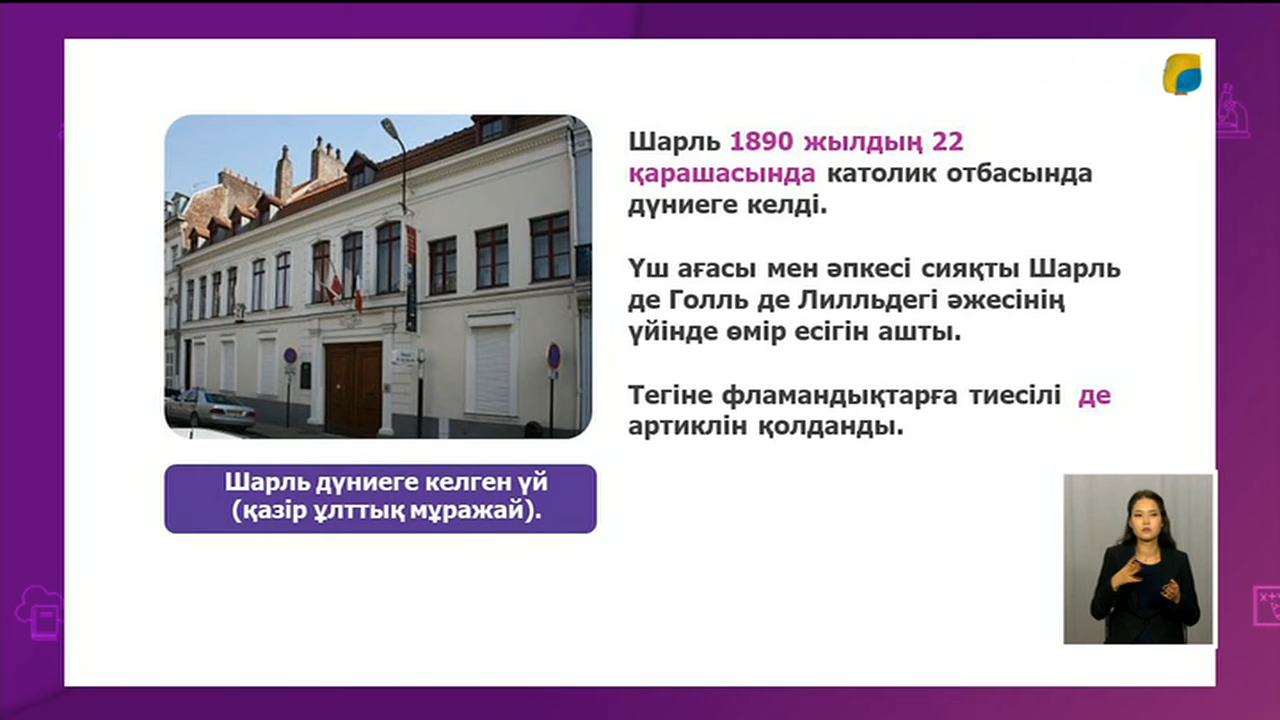 Шарль 1890 жылдың 22
қарашасында католик отбасында
дүниеге келді.
Үш ағасы мен әпкесі сияқты Шарль
де Голль де Лилльдегі әжесінің
үйінде өмір есігін ашты.
Тегіне фламандықтарға тиесілі де
артиклін қолданды.
Шарль дүниеге келген үй
(қазір ұлттық мұражай).